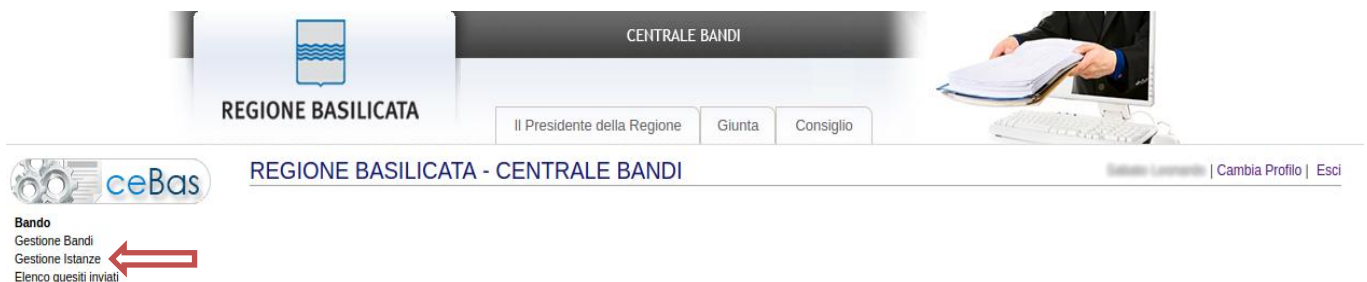 CENTRALE BANDI
REGIONE BASILICATA
Il Presidente della Regione
Giunta
Consiglio
ceBas
REGIONE BASILICATA - CENTRALE BANDI
| Cambia Profilo | Esci
Bando
Gestione Bandi
Gestione Istanze
Elenco quesiti inviati